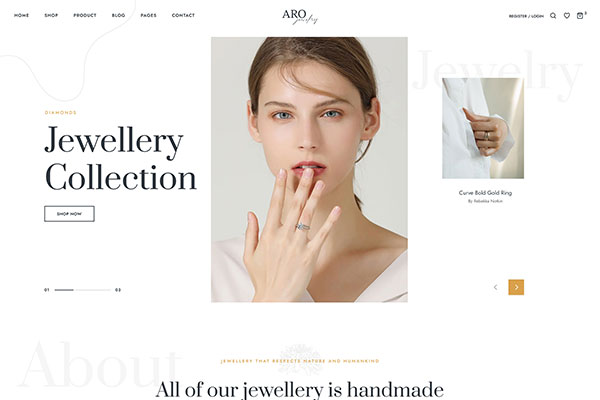 HOME SHOP PRODUCT BLOG PAGES CONTACT
ARO
jewelry
REGISTER / LOGIN
0
Jewelry
DIAMONDS
Jewellery
Collection
SHOP NOW
Curve Bold Gold Ring
By Rebekka Notkin
01 03
About
JEWELLERY THAT RESPECTS NATURE AND HUMANKIND
All of our jewellery is handmade